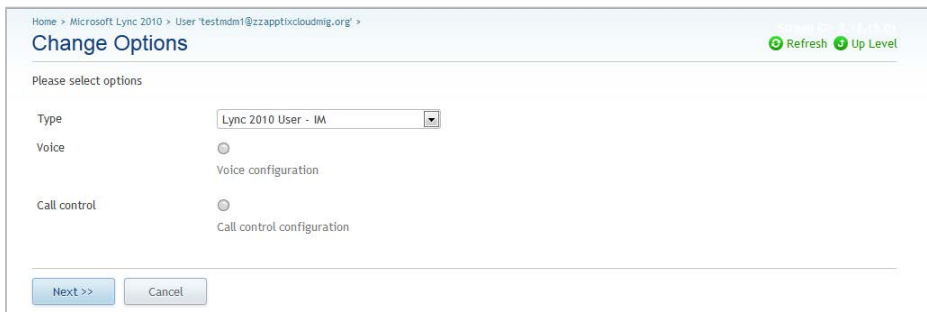 Home > Microsoft Lync 2010 > User 'testmdm1@zzapptixcloudmig.org' >
Change Options
Refresh Up Level
Please select options
Type Lync 2010 User - IM
Voice
Voice configuration
Call control
Call control configuration
Next >> Cancel